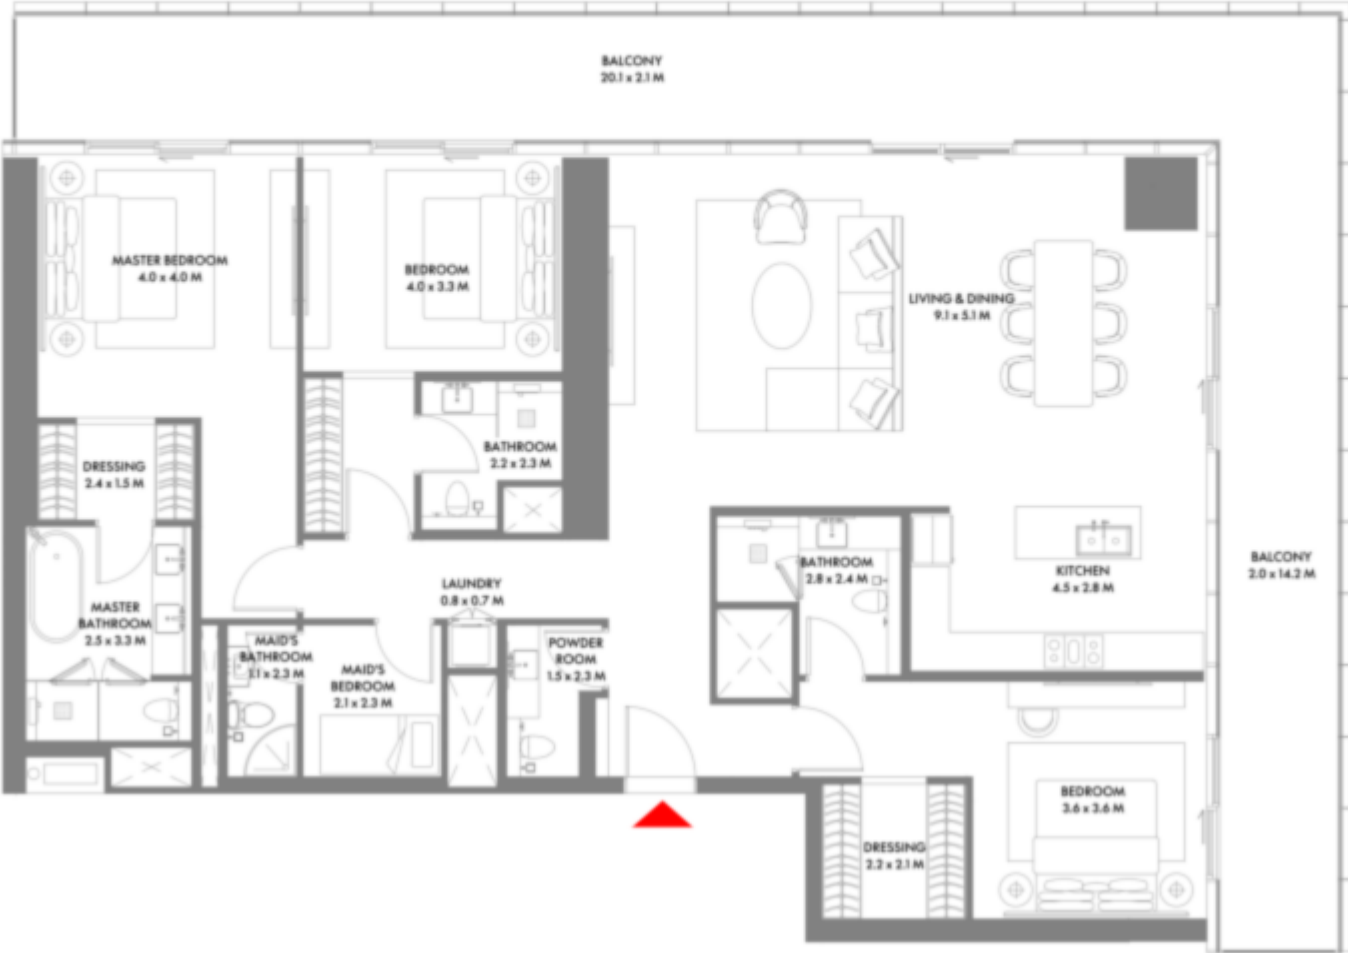 BALCONY
20.1 x 2.1 M
MASTER BEDROOM
4.0 x 4.0 M
BEDROOM
4.0 x 3.3 M
LIVING & DINING
9.1 x 5.1 M
BATHROOM
2.2 x 2.3 M
DRESSING
2.4 x 1.5 M
BATHROOM
2.8 x 2.4 M
KITCHEN
4.5 x 2.8 M
BALCONY
2.0 x 14.2 M
LAUNDRY
0.8 x 0.7 M
MASTER
BATHROOM
2.5 x 3.3 M
MAID'S
BATHROOM
1.1 x 2.3 M
MAID'S
BEDROOM
2.1 x 2.3 M
POWDER
ROOM
1.5 x 2.3 M
BEDROOM
3.6 x 3.6 M
DRESSING
2.2 x 2.1 M